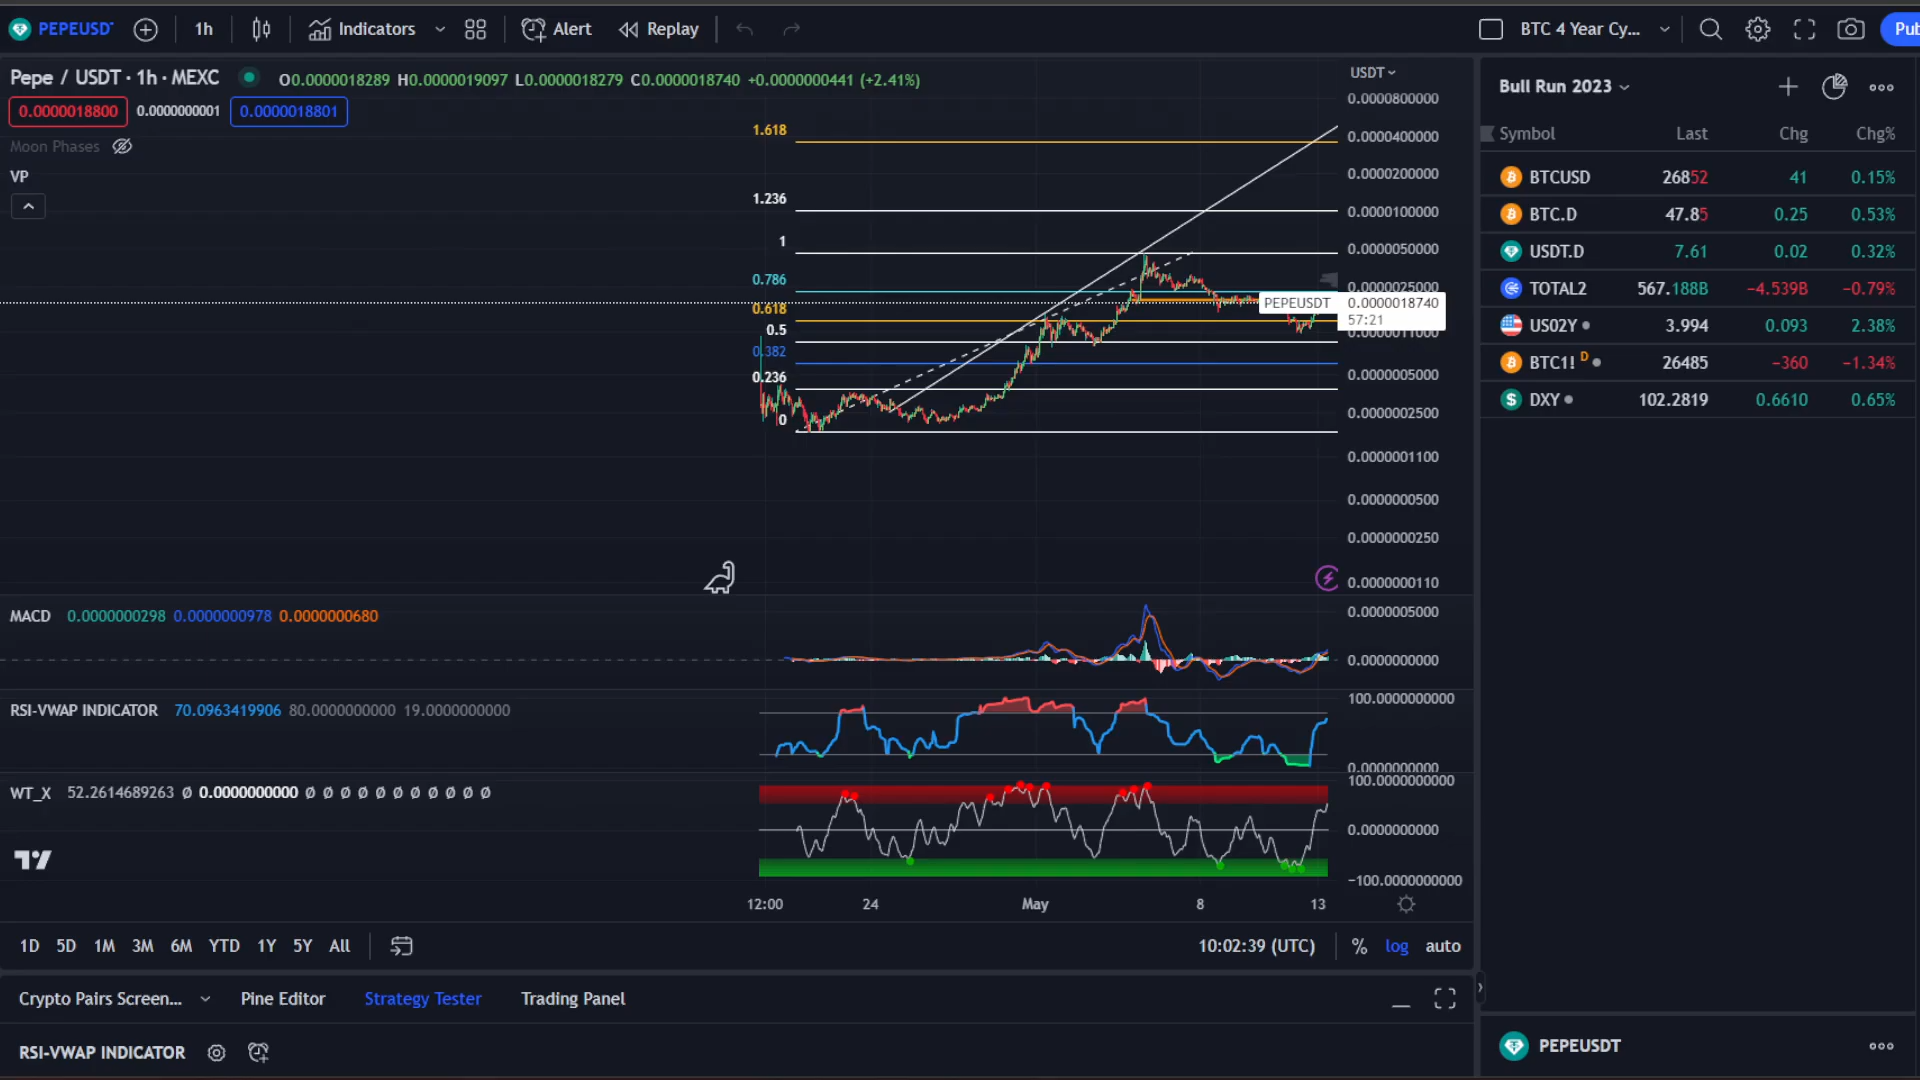 PEPEUSDT
1h
Indicators
Alert
Replay
BTC 4 Year Cy...
Pub
Pepe / USDT · 1h · MEXC
O0.0000018289 H0.0000019097 L0.0000018279 C0.0000018740 +0.0000000441 (+2.41%)
0.0000018800 0.0000000001 0.0000018801
Moon Phases
VP
1.618
1.236
1
0.786
0.618
0.5
0.382
0.236
0
USDT
0.0000800000
0.0000400000
0.0000200000
0.0000100000
0.0000050000
0.0000025000
PEPEUSDT 0.0000018740
57:21
0.0000011000
0.0000005000
0.0000002500
0.0000001100
0.0000000500
0.0000000250
0.0000000110
MACD 0.0000000298 0.0000000978 0.0000000680
0.0000005000
0.0000000000
RSI-VWAP INDICATOR 70.0963419906 80.0000000000 19.0000000000
100.0000000000
0.0000000000
WT_X 52.2614689263 Ø 0.0000000000 Ø Ø Ø Ø Ø Ø Ø Ø Ø Ø Ø
100.0000000000
0.0000000000
−100.0000000000
12:00 24 May 8 13
1D 5D 1M 3M 6M YTD 1Y 5Y All
10:02:39 (UTC) % log auto
Crypto Pairs Screen... Pine Editor Strategy Tester Trading Panel
RSI-VWAP INDICATOR
Bull Run 2023
Symbol Last Chg Chg%
BTCUSD 26852 41 0.15%
BTC.D 47.85 0.25 0.53%
USDT.D 7.61 0.02 0.32%
TOTAL2 567.188B −4.539B −0.79%
US02Y 3.994 0.093 2.38%
BTC1! D 26485 −360 −1.34%
DXY 102.2819 0.6610 0.65%
PEPEUSDT